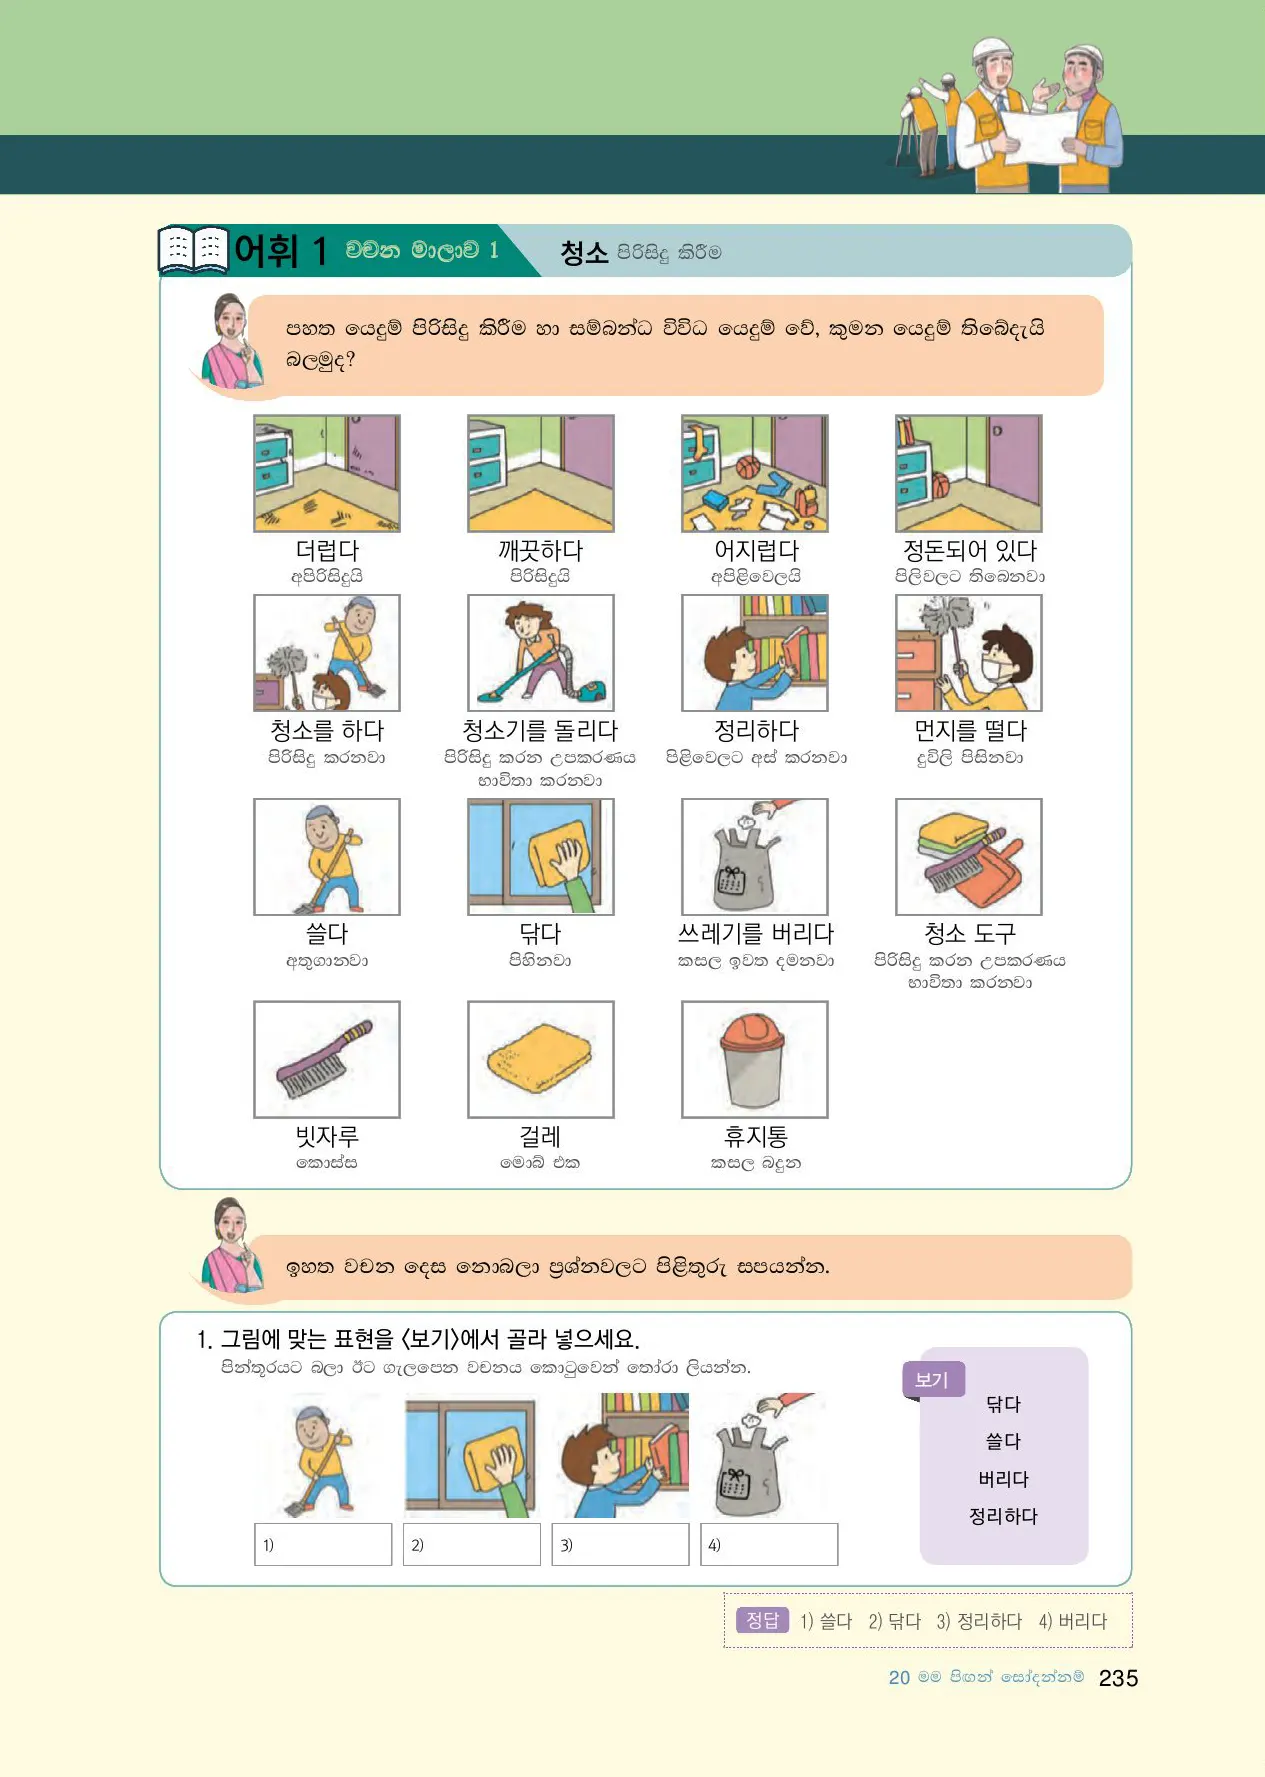 어휘 1 වචන මාලාව 1 청소 පිරිසිදු කිරීම
පහත යෙදුම් පිරිසිදු කිරීම හා සම්බන්ධ විවිධ යෙදුම් වේ, කුමන යෙදුම් තිබේදැයි
බලමුද?
더럽다 깨끗하다 어지럽다 정돈되어 있다
අපිරිසිදුයි පිරිසිදුයි අපිළිවෙලයි පිලිවලට තිබෙනවා
청소를 하다 청소기를 돌리다 정리하다 먼지를 떨다
පිරිසිදු කරනවා පිරිසිදු කරන උපකරණය පිළිවෙලට අස් කරනවා දුවිලි පිසිනවා
භාවිතා කරනවා
쓸다 닦다 쓰레기를 버리다 청소 도구
අතුගානවා පිහිනවා කසල ඉවත දමනවා පිරිසිදු කරන උපකරණය
භාවිතා කරනවා
빗자루 걸레 휴지통
කොස්ස මොබ් එක කසල බදුන
ඉහත වචන දෙස නොබලා ප්‍රශ්නවලට පිළිතුරු සපයන්න.
1. 그림에 맞는 표현을 〈보기〉에서 골라 넣으세요.
පින්තූරයට බලා ඊට ගැලපෙන වචනය කොටුවෙන් තෝරා ලියන්න.
보기
닦다
쓸다
버리다
정리하다
1) 2) 3) 4)
정답 1) 쓸다 2) 닦다 3) 정리하다 4) 버리다
20 මම පිඟන් සෝදන්නම් 235